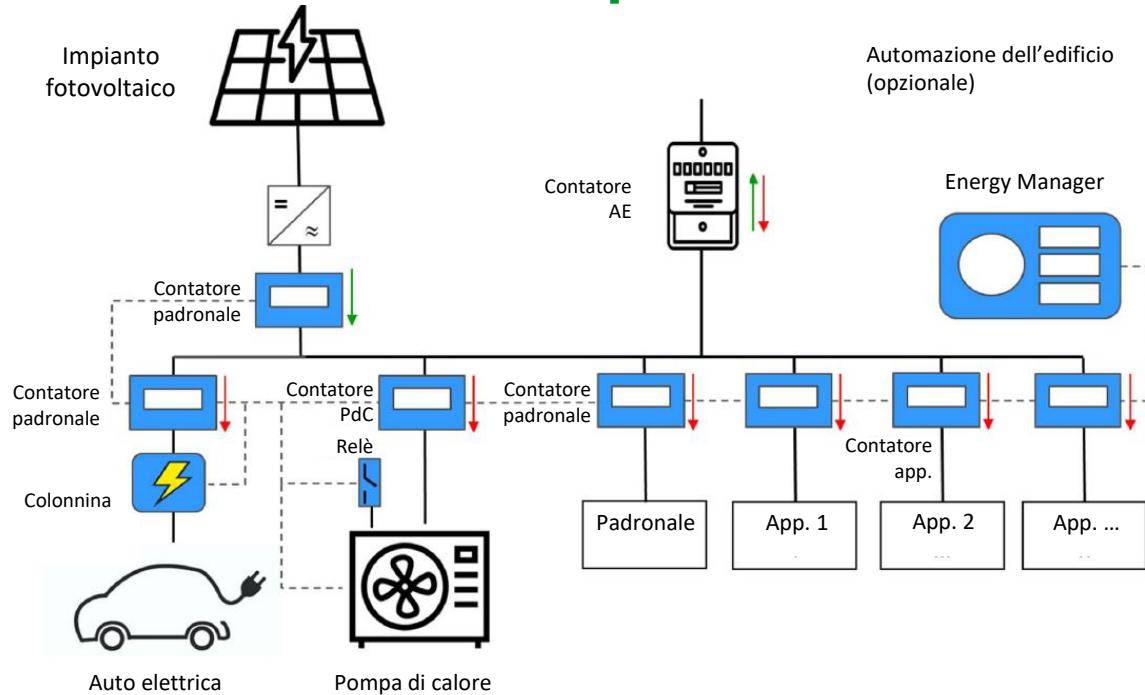 Impianto
fotovoltaico
Automazione dell'edificio
(opzionale)
Contatore
AE
Energy Manager
Contatore
padronale
Contatore
padronale
Contatore
PdC
Contatore
padronale
Relè
Contatore
app.
Colonnina
Padronale
App. 1
App. 2
App. ...
Auto elettrica
Pompa di calore